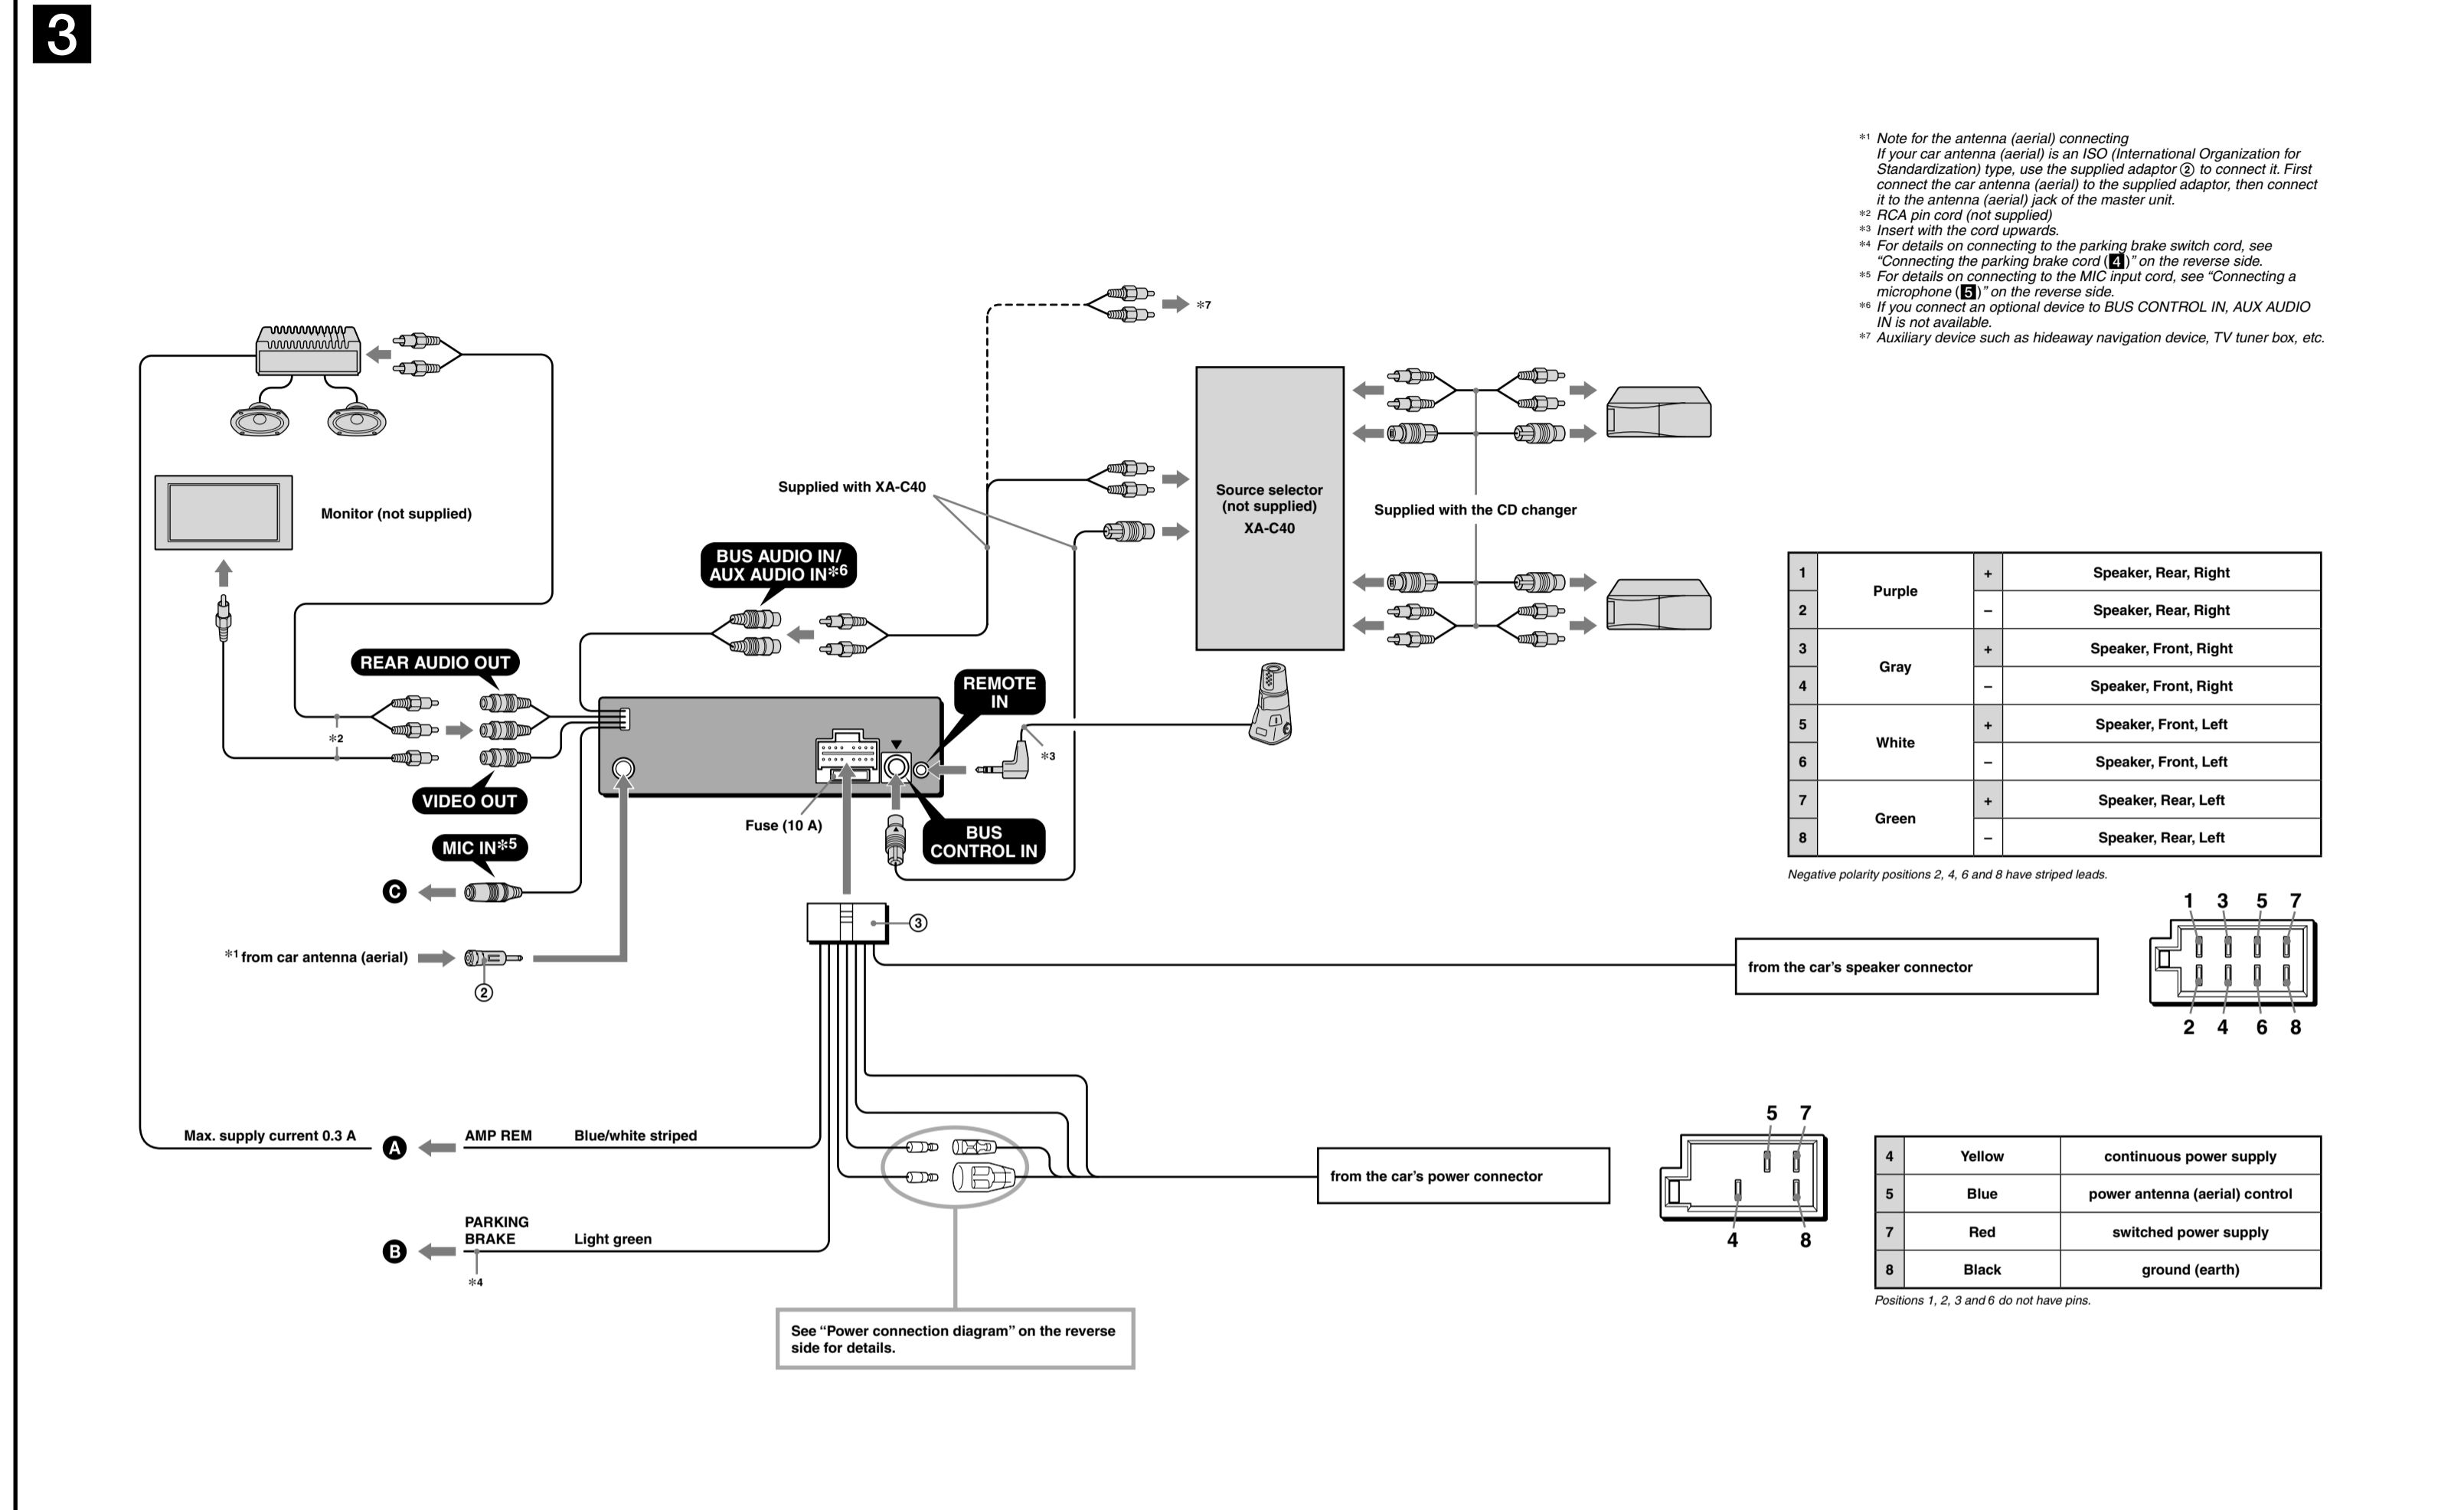 3
*1 Note for the antenna (aerial) connecting
If your car antenna (aerial) is an ISO (International Organization for
Standardization) type, use the supplied adaptor ② to connect it. First
connect the car antenna (aerial) to the supplied adaptor, then connect
it to the antenna (aerial) jack of the master unit.
*2 RCA pin cord (not supplied)
*3 Insert with the cord upwards.
*4 For details on connecting to the parking brake switch cord, see
“Connecting the parking brake cord (4)” on the reverse side.
*5 For details on connecting to the MIC input cord, see “Connecting a
microphone (5)” on the reverse side.
*6 If you connect an optional device to BUS CONTROL IN, AUX AUDIO
IN is not available.
*7 Auxiliary device such as hideaway navigation device, TV tuner box, etc.
*7
Supplied with XA-C40
Source selector
(not supplied)
XA-C40
Supplied with the CD changer
Monitor (not supplied)
BUS AUDIO IN/
AUX AUDIO IN*6
REAR AUDIO OUT
REMOTE
IN
*2
*3
VIDEO OUT
Fuse (10 A)
BUS
CONTROL IN
MIC IN*5
C
③
*1 from car antenna (aerial)
②
1 Purple + Speaker, Rear, Right
2 – Speaker, Rear, Right
3 Gray + Speaker, Front, Right
4 – Speaker, Front, Right
5 White + Speaker, Front, Left
6 – Speaker, Front, Left
7 Green + Speaker, Rear, Left
8 – Speaker, Rear, Left
Negative polarity positions 2, 4, 6 and 8 have striped leads.
1 3 5 7
from the car’s speaker connector
2 4 6 8
Max. supply current 0.3 A
A
AMP REM Blue/white striped
from the car’s power connector
5 7
4 8
4 Yellow continuous power supply
5 Blue power antenna (aerial) control
7 Red switched power supply
8 Black ground (earth)
Positions 1, 2, 3 and 6 do not have pins.
B
PARKING
BRAKE Light green
*4
See “Power connection diagram” on the reverse
side for details.